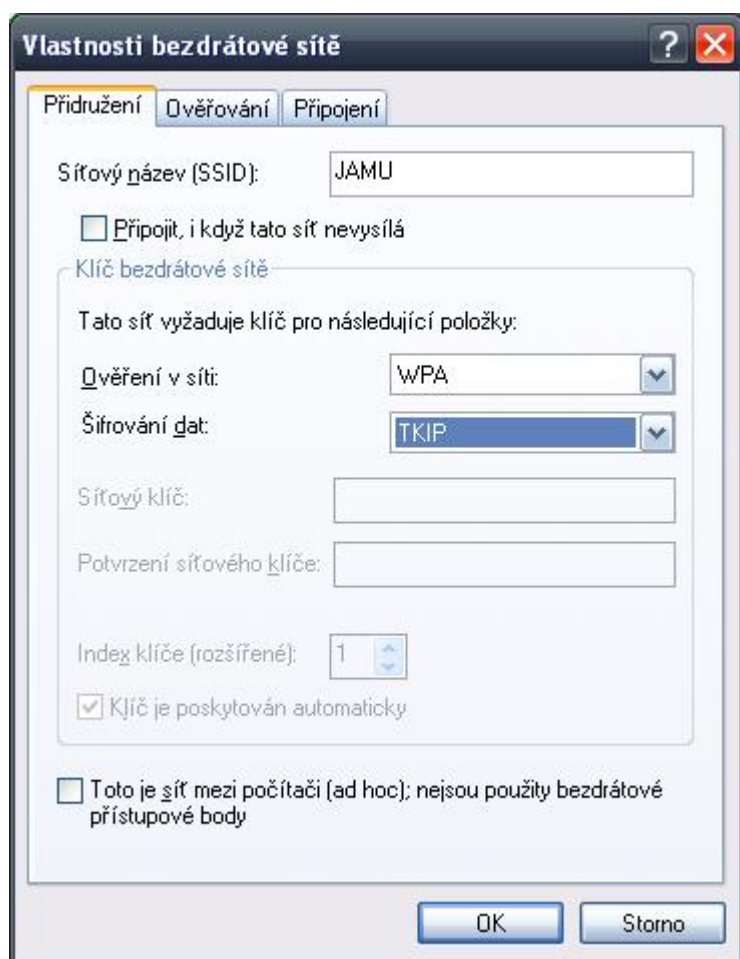 Vlastnosti bezdrátové sítě
Přidružení Ověřování Připojení
Síťový název (SSID): JAMU
Připojit, i když tato síť nevysílá
Klíč bezdrátové sítě
Tato síť vyžaduje klíč pro následující položky:
Ověření v síti: WPA
Šifrování dat: TKIP
Síťový klíč:
Potvrzení síťového klíče:
Index klíče (rozšířené): 1
Klíč je poskytován automaticky
Toto je síť mezi počítači (ad hoc); nejsou použity bezdrátové
přístupové body
OK Storno